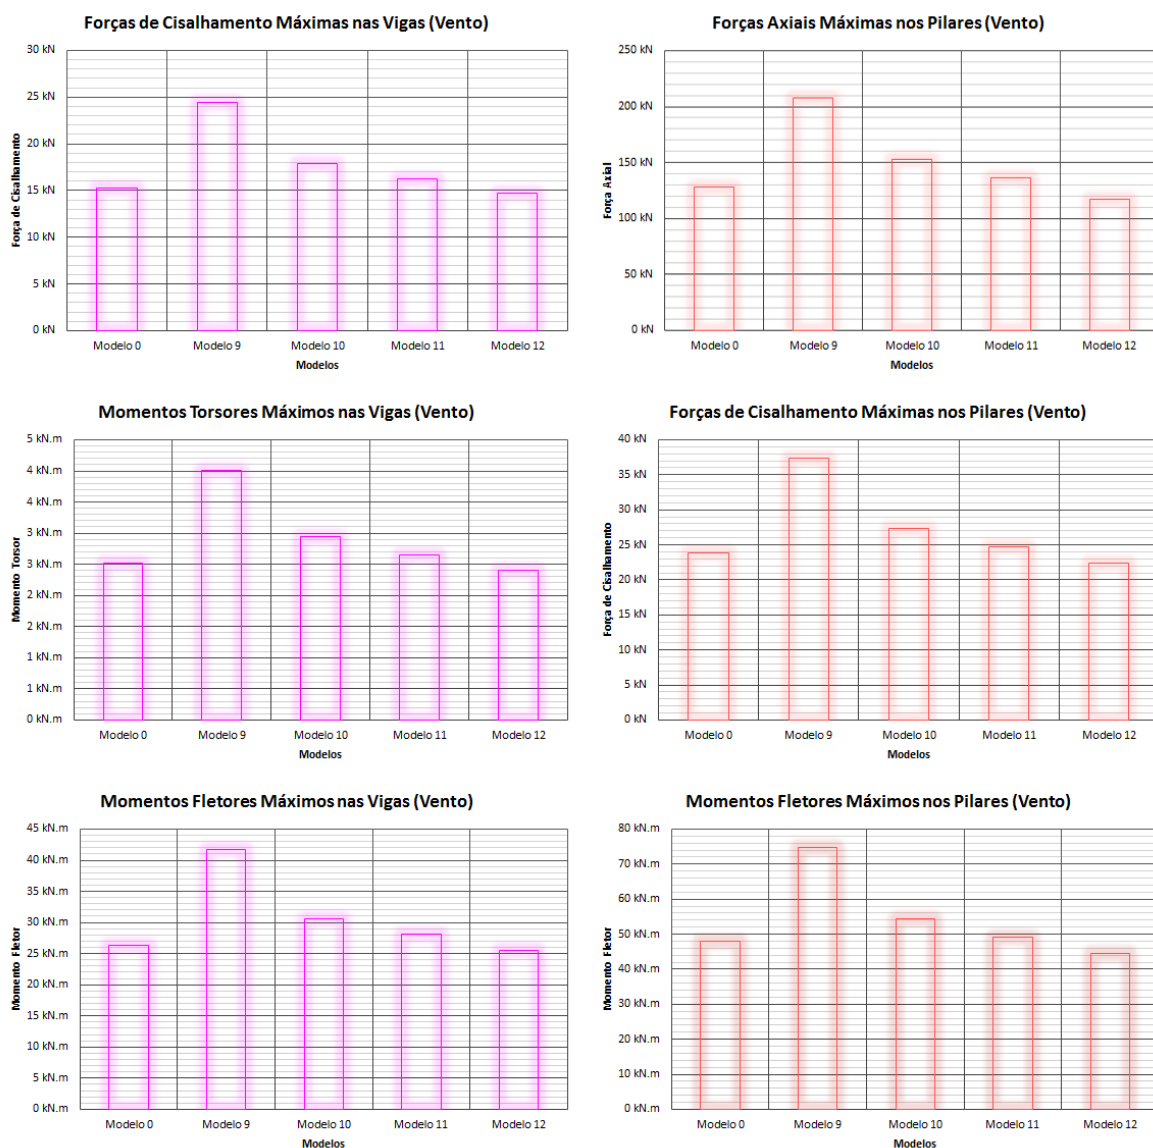 Forças de Cisalhamento Máximas nas Vigas (Vento)
30 kN
25 kN
20 kN
15 kN
10 kN
5 kN
0 kN
Força de Cisalhamento
Modelo 0 Modelo 9 Modelo 10 Modelo 11 Modelo 12
Modelos
Forças Axiais Máximas nos Pilares (Vento)
250 kN
200 kN
150 kN
100 kN
50 kN
0 kN
Força Axial
Modelo 0 Modelo 9 Modelo 10 Modelo 11 Modelo 12
Modelos
Momentos Torsores Máximos nas Vigas (Vento)
5 kN.m
4 kN.m
4 kN.m
3 kN.m
3 kN.m
2 kN.m
2 kN.m
1 kN.m
1 kN.m
0 kN.m
Momento Torsor
Modelo 0 Modelo 9 Modelo 10 Modelo 11 Modelo 12
Modelos
Forças de Cisalhamento Máximas nos Pilares (Vento)
40 kN
35 kN
30 kN
25 kN
20 kN
15 kN
10 kN
5 kN
0 kN
Força de Cisalhamento
Modelo 0 Modelo 9 Modelo 10 Modelo 11 Modelo 12
Modelos
Momentos Fletores Máximos nas Vigas (Vento)
45 kN.m
40 kN.m
35 kN.m
30 kN.m
25 kN.m
20 kN.m
15 kN.m
10 kN.m
5 kN.m
0 kN.m
Momento Fletor
Modelo 0 Modelo 9 Modelo 10 Modelo 11 Modelo 12
Modelos
Momentos Fletores Máximos nos Pilares (Vento)
80 kN.m
70 kN.m
60 kN.m
50 kN.m
40 kN.m
30 kN.m
20 kN.m
10 kN.m
0 kN.m
Momento Fletor
Modelo 0 Modelo 9 Modelo 10 Modelo 11 Modelo 12
Modelos